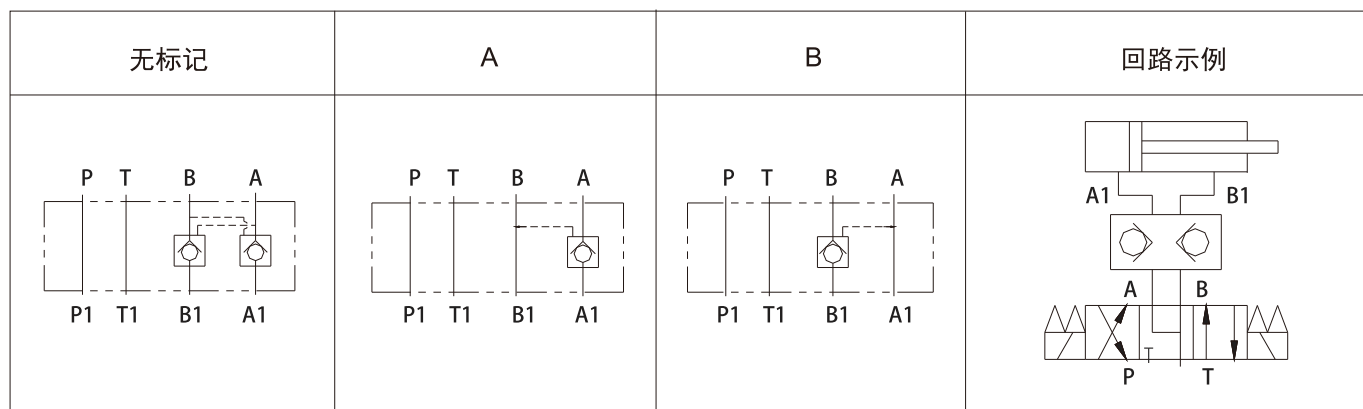 无标记
A
B
回路示例
P T B A
P1 T1 B1 A1
P T B A
P1 T1 B1 A1
P T B A
P1 T1 B1 A1
A1 B1
A B
P T